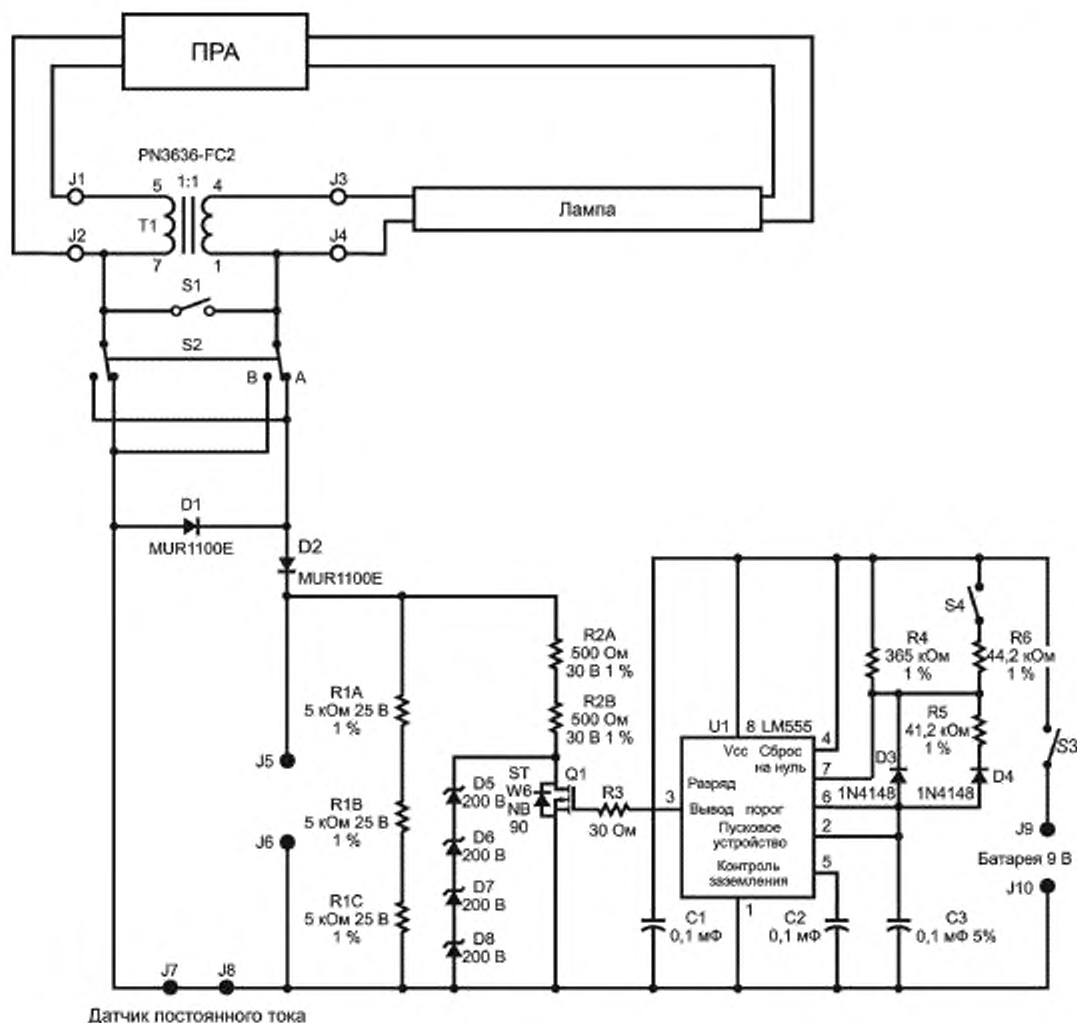 ПРА
PN3636-FC2
J1
5
1:1
4
J3
T1
Лампа
J2
7
1
J4
S1
S2
B
A
D1
MUR1100E
D2
MUR1100E
S4
R2A
500 Ом
30 В 1 %
R4
365 кОм
1 %
R6
44,2 кОм
1 %
R1A
5 кОм 25 В
1 %
R2B
500 Ом
30 В 1 %
U1
8
LM555
R5
41,2 кОм
1 %
S3
J5
Vcc
Сброс
на нуль
4
D3
D4
ST
W6
NB
90
Q1
Разряд
7
1N4148
1N4148
D5
200 В
R3
30 Ом
3
Вывод
порог
6
R1B
5 кОм 25 В
1 %
J6
D6
200 В
Пусковое
устройство
2
J9
Батарея 9 В
J10
Контроль
заземления
5
D7
200 В
R1C
5 кОм 25 В
1 %
1
C1
0,1 мФ
C2
0,1 мФ
C3
0,1 мФ 5%
D8
200 В
J7
J8
Датчик постоянного тока